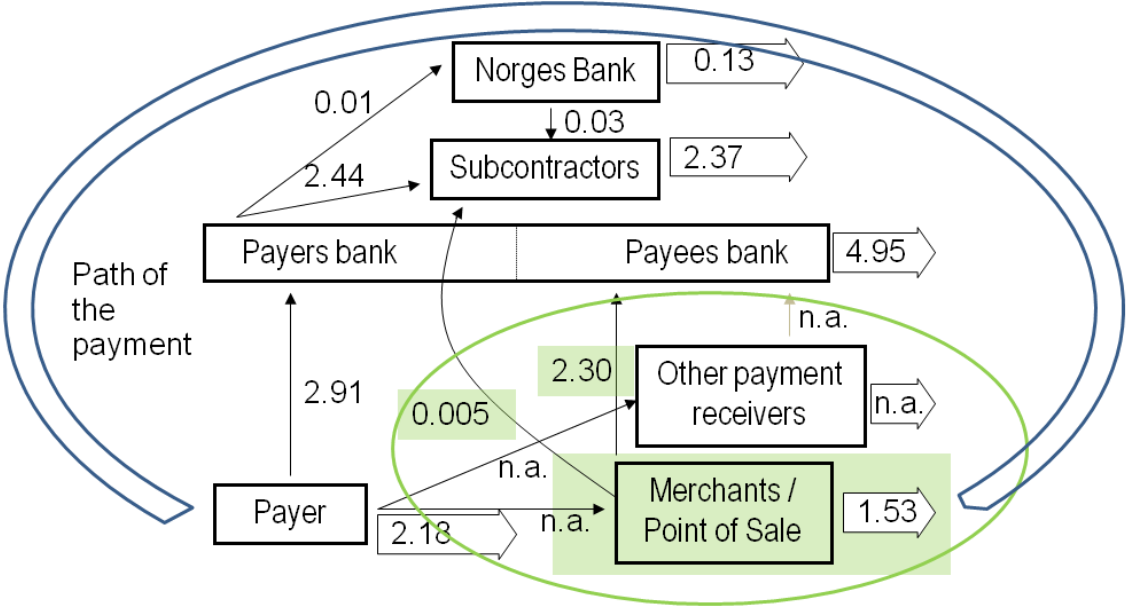 Norges Bank
0.13
0.01
0.03
Subcontractors
2.37
2.44
Payers bank
Payees bank
4.95
Path of
the
payment
n.a.
2.91
2.30
Other payment
receivers
n.a.
0.005
n.a.
Merchants /
Point of Sale
1.53
Payer
n.a.
2.18